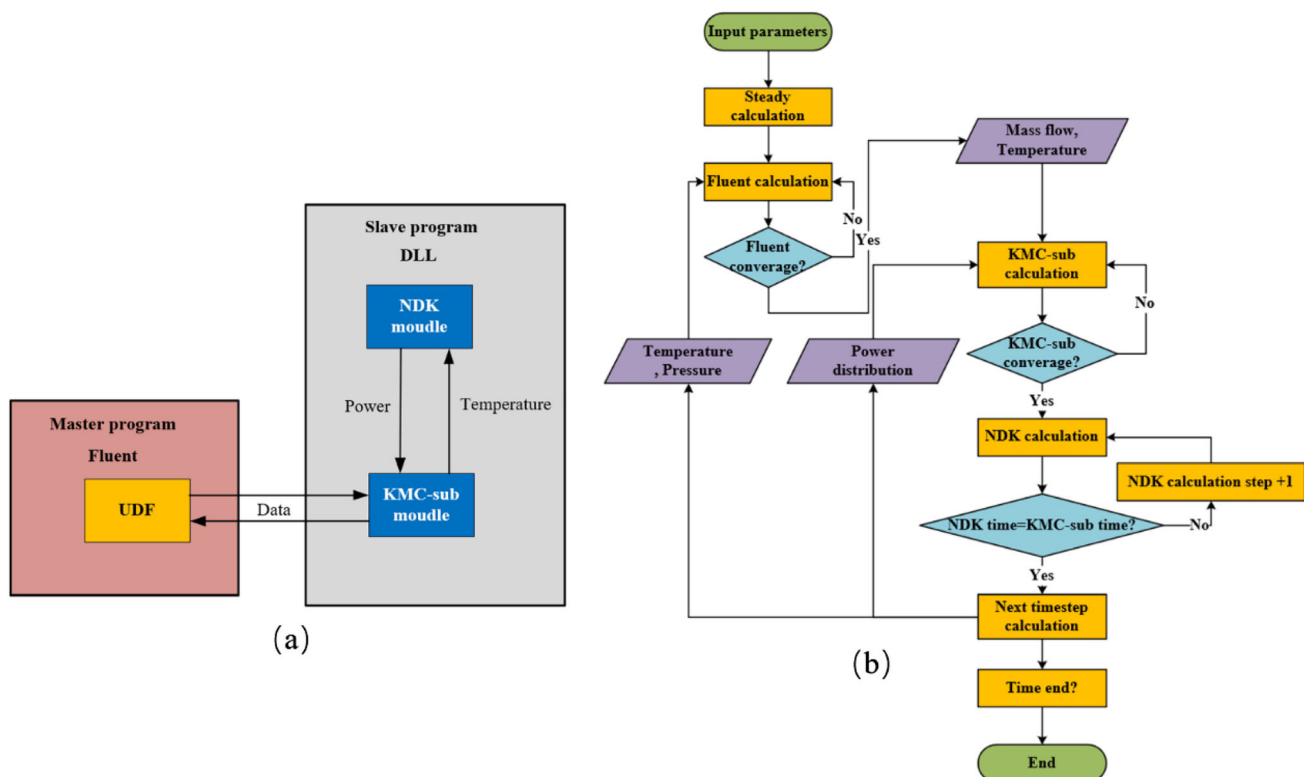 Slave program
DLL
NDK
moudle
Power
Temperature
Master program
Fluent
UDF
Data
KMC-sub
moudle
(a)
Input parameters
Steady
calculation
Fluent calculation
No
Yes
Fluent
converage?
Mass flow,
Temperature
KMC-sub
calculation
No
KMC-sub
converage?
Temperature
, Pressure
Power
distribution
Yes
NDK calculation
NDK calculation step +1
NDK time=KMC-sub time?
No
Yes
Next timestep
calculation
Time end?
End
(b)